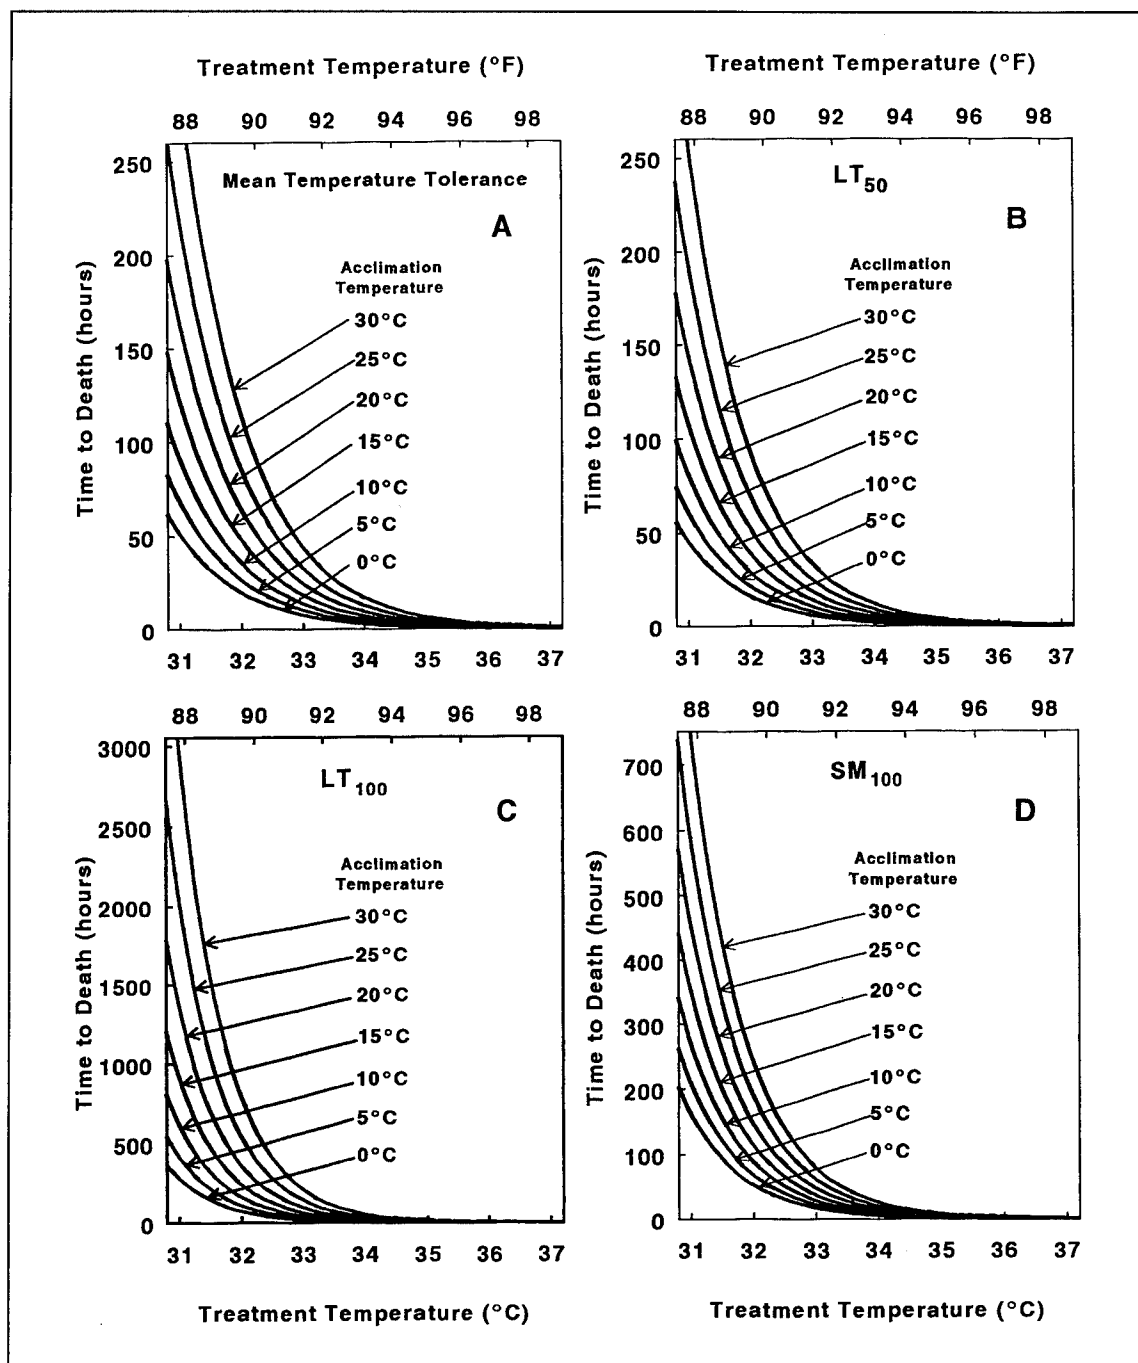 Treatment Temperature (°F)
88 90 92 94 96 98
250
200
150
100
50
0
Time to Death (hours)
Mean Temperature Tolerance
A
Acclimation
Temperature
30°C
25°C
20°C
15°C
10°C
5°C
0°C
31 32 33 34 35 36 37
Treatment Temperature (°F)
88 90 92 94 96 98
250
200
150
100
50
0
Time to Death (hours)
LT50
B
Acclimation
Temperature
30°C
25°C
20°C
15°C
10°C
5°C
0°C
31 32 33 34 35 36 37
88 90 92 94 96 98
3000
2500
2000
1500
1000
500
0
Time to Death (hours)
LT100
C
Acclimation
Temperature
30°C
25°C
20°C
15°C
10°C
5°C
0°C
31 32 33 34 35 36 37
Treatment Temperature (°C)
88 90 92 94 96 98
700
600
500
400
300
200
100
0
Time to Death (hours)
SM100
D
Acclimation
Temperature
30°C
25°C
20°C
15°C
10°C
5°C
0°C
31 32 33 34 35 36 37
Treatment Temperature (°C)